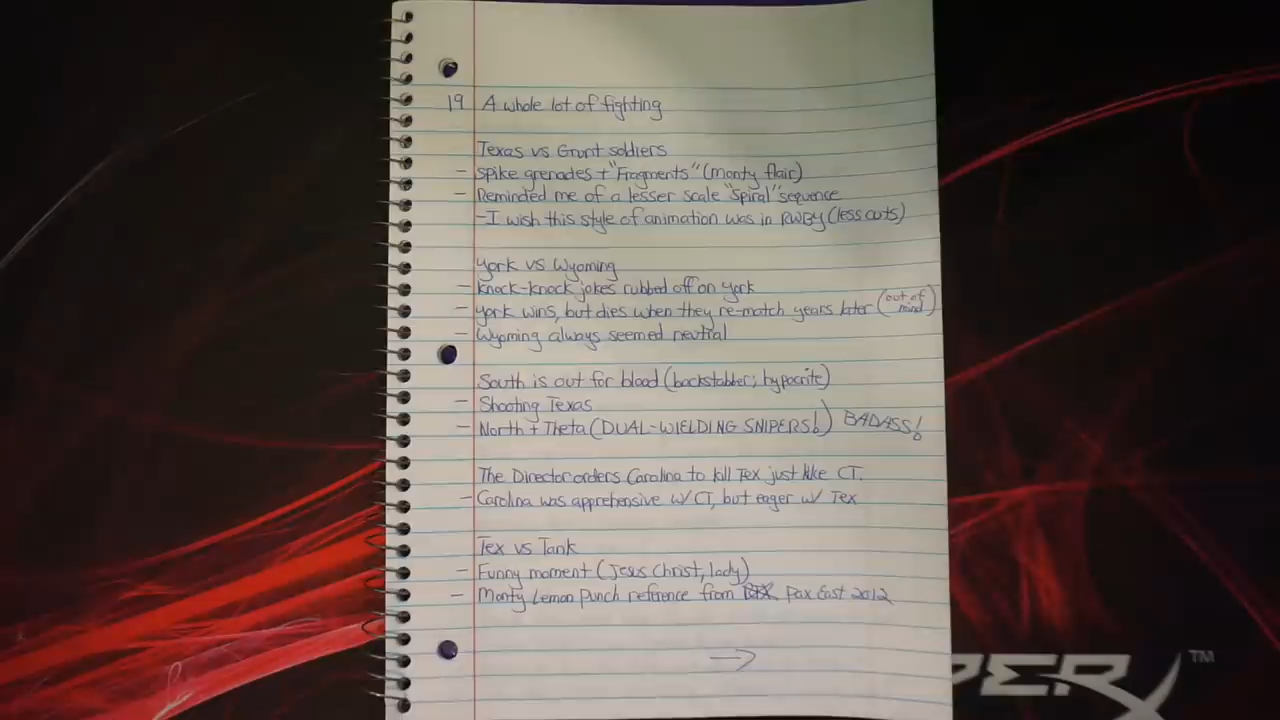 19 A whole lot of fighting
Texas vs Grunt soldiers
- Spike grenades + "Fragments" (Monty flair)
- Reminded me of a lesser scale "spiral" sequence
- I wish this style of animation was in RWBY (less cuts)
York vs Wyoming
- Knock-knock jokes rubbed off on York
- York wins, but dies when they re-match years later (out of mind)
- Wyoming always seemed neutral
South is out for blood (backstabber; hypocrite)
- Shooting Texas
- North + Theta (DUAL-WIELDING SNIPERS!) BADASS!
The Director orders Carolina to kill Tex just like CT.
- Carolina was apprehensive w/ CT, but eager w/ Tex
Tex vs Tank
- Funny moment (Jesus Christ, lady)
- Monty Lemon Punch reference from Pax East 2012
→
PERX™